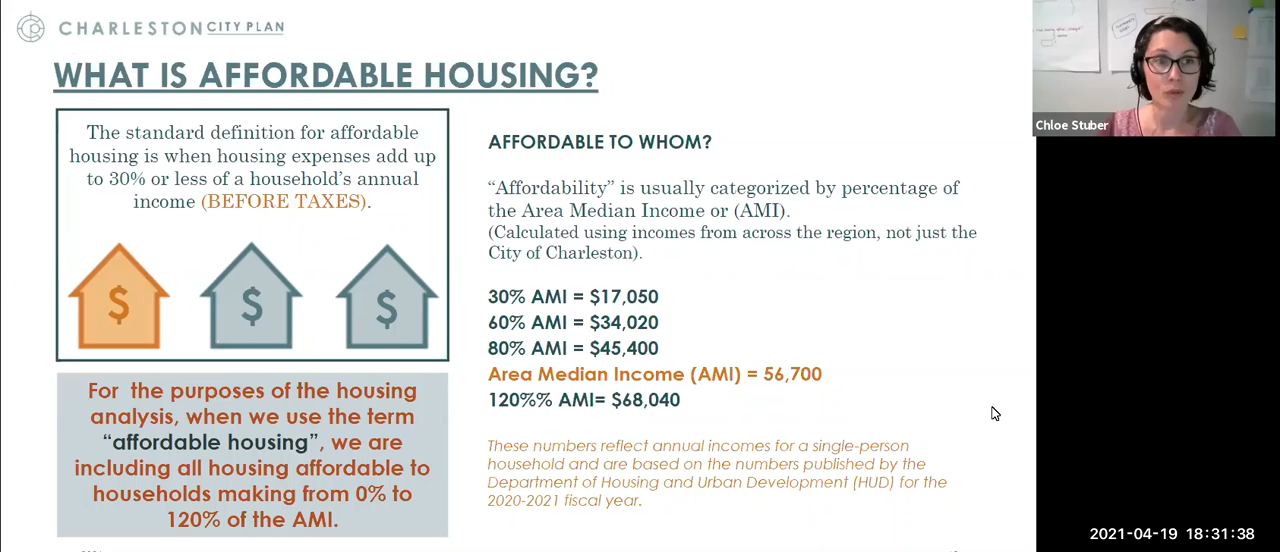 CHARLESTON CITY PLAN
WHAT IS AFFORDABLE HOUSING?
The standard definition for affordable
housing is when housing expenses add up
to 30% or less of a household's annual
income (BEFORE TAXES).
$ $ $
For the purposes of the housing
analysis, when we use the term
“affordable housing”, we are
including all housing affordable to
households making from 0% to
120% of the AMI.
AFFORDABLE TO WHOM?
“Affordability” is usually categorized by percentage of
the Area Median Income or (AMI).
(Calculated using incomes from across the region, not just the
City of Charleston).
30% AMI = $17,050
60% AMI = $34,020
80% AMI = $45,400
Area Median Income (AMI) = 56,700
120%% AMI= $68,040
These numbers reflect annual incomes for a single-person
household and are based on the numbers published by the
Department of Housing and Urban Development (HUD) for the
2020-2021 fiscal year.
Chloe Stuber
2021-04-19 18:31:38